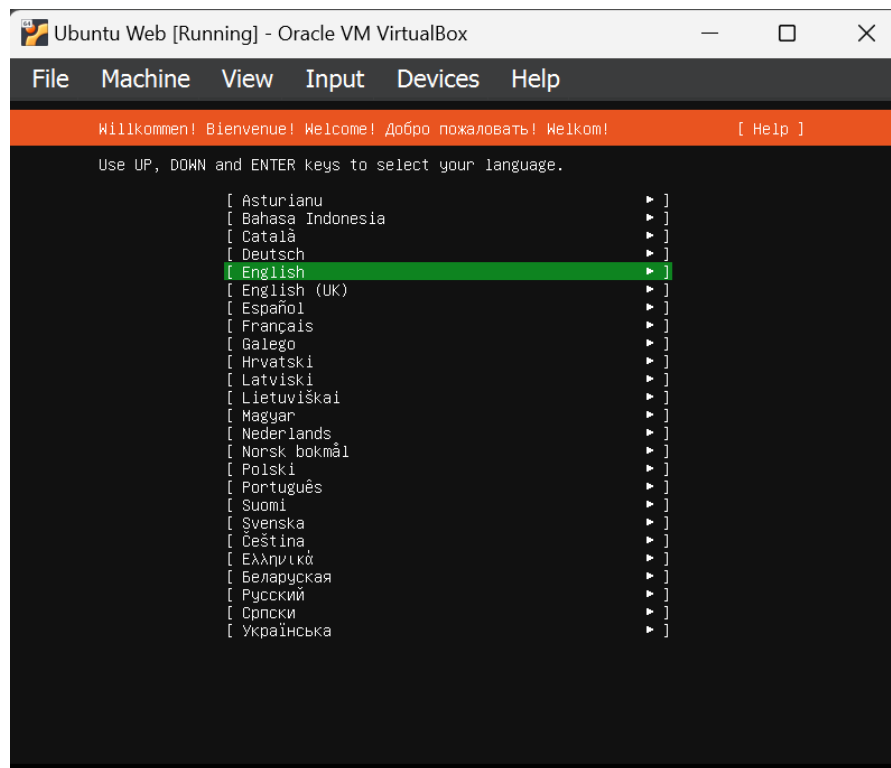 Ubuntu Web [Running] - Oracle VM VirtualBox
File Machine View Input Devices Help
Willkommen! Bienvenue! Welcome! Добро пожаловать! Welkom! [ Help ]
Use UP, DOWN and ENTER keys to select your language.
[ Asturianu ► ]
[ Bahasa Indonesia ► ]
[ Català ► ]
[ Deutsch ► ]
[ English ► ]
[ English (UK) ► ]
[ Español ► ]
[ Français ► ]
[ Galego ► ]
[ Hrvatski ► ]
[ Latviski ► ]
[ Lietuviškai ► ]
[ Magyar ► ]
[ Nederlands ► ]
[ Norsk bokmål ► ]
[ Polski ► ]
[ Português ► ]
[ Suomi ► ]
[ Svenska ► ]
[ Čeština ► ]
[ Ελληνικά ► ]
[ Беларуская ► ]
[ Русский ► ]
[ Српски ► ]
[ Українська ► ]